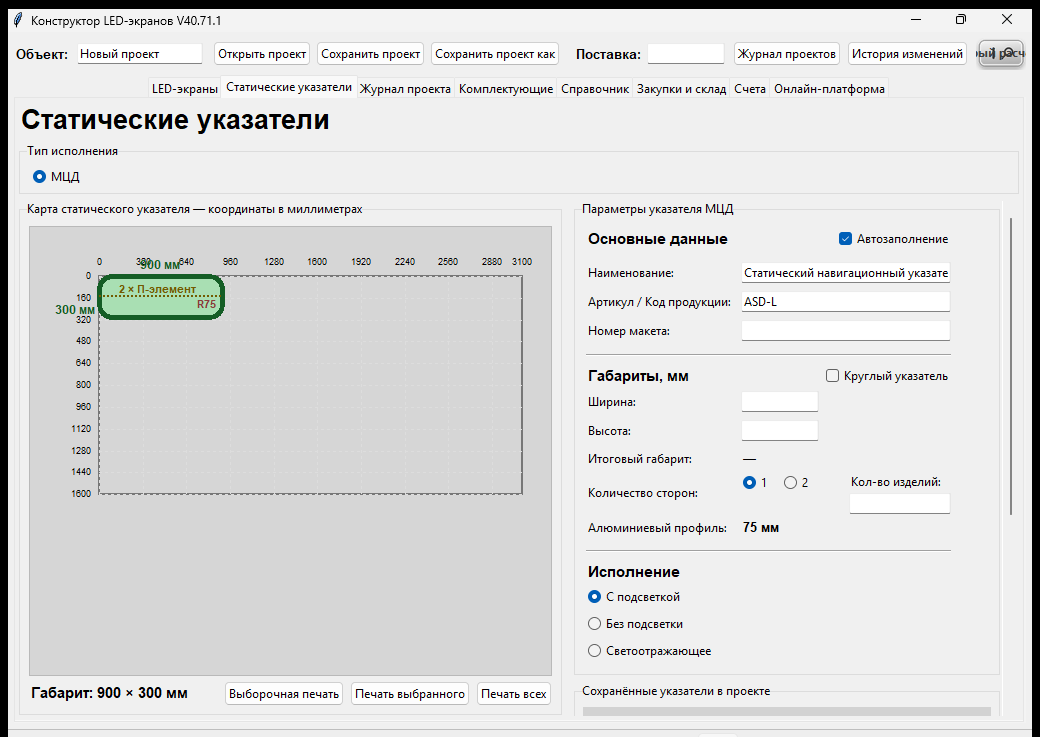 Конструктор LED-экранов V40.71.1
Объект: Новый проект Открыть проект Сохранить проект Сохранить проект как Поставка: Журнал проектов История изменений
LED-экраны Статические указатели Журнал проекта Комплектующие Справочник Закупки и склад Счета Онлайн-платформа
Статические указатели
Тип исполнения
МЦД
Карта статического указателя — координаты в миллиметрах
0 320 640 960 1280 1600 1920 2240 2560 2880 3100
900 мм
0
160
320
480
640
800
960
1120
1280
1440
1600
300 мм
2 × П-элемент
R75
Габарит: 900 × 300 мм Выборочная печать Печать выбранного Печать всех
Параметры указателя МЦД
Основные данные Автозаполнение
Наименование: Статический навигационный указате
Артикул / Код продукции: ASD-L
Номер макета:
Габариты, мм Круглый указатель
Ширина:
Высота:
Итоговый габарит: —
Количество сторон: 1 2 Кол-во изделий:
Алюминиевый профиль: 75 мм
Исполнение
С подсветкой
Без подсветки
Светоотражающее
Сохранённые указатели в проекте